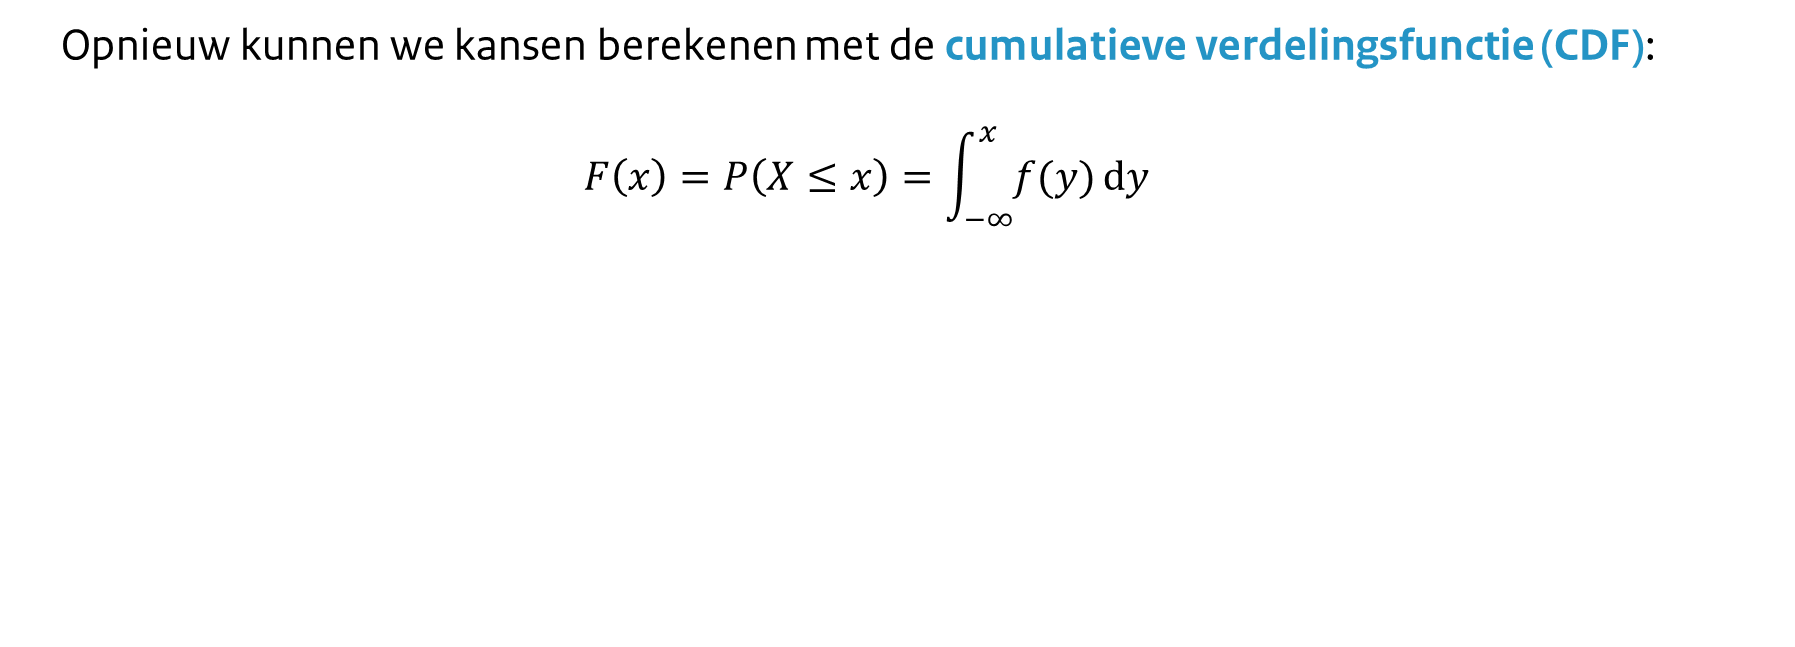 Opnieuw kunnen we kansen berekenen met de cumulatieve verdelingsfunctie (CDF):
F(x) = P(X ≤ x) = ∫_{−∞}^{x} f(y) dy